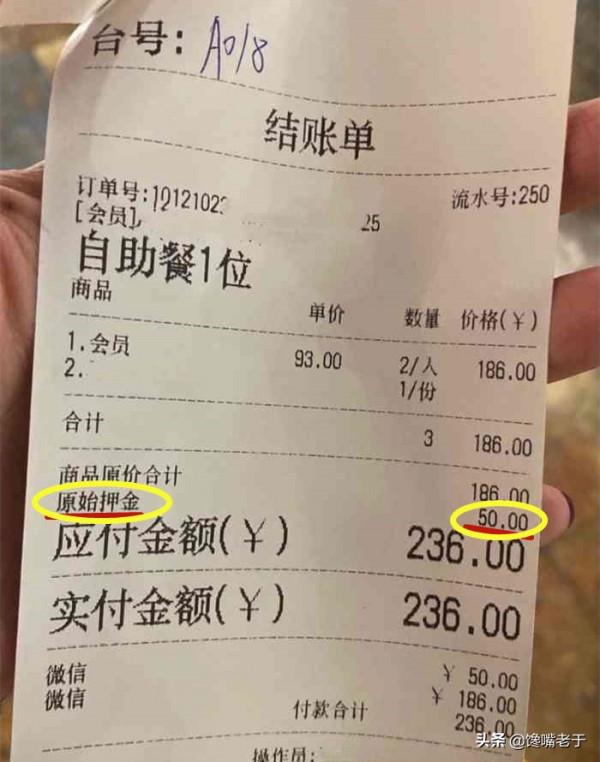 台号: A018
结账单
订单号:10121022 流水号:250
[会员] 25
自助餐1位
商品 单价 数量 价格(￥)
1.会员 93.00 2/人 186.00
2. 1/份
合计 3 186.00
商品原价合计 186.00
原始押金 50.00
应付金额(￥) 236.00
实付金额(￥) 236.00
微信 ￥ 50.00
微信 ￥ 186.00
付款合计 236.00
操作员:
头条 @馋嘴老于